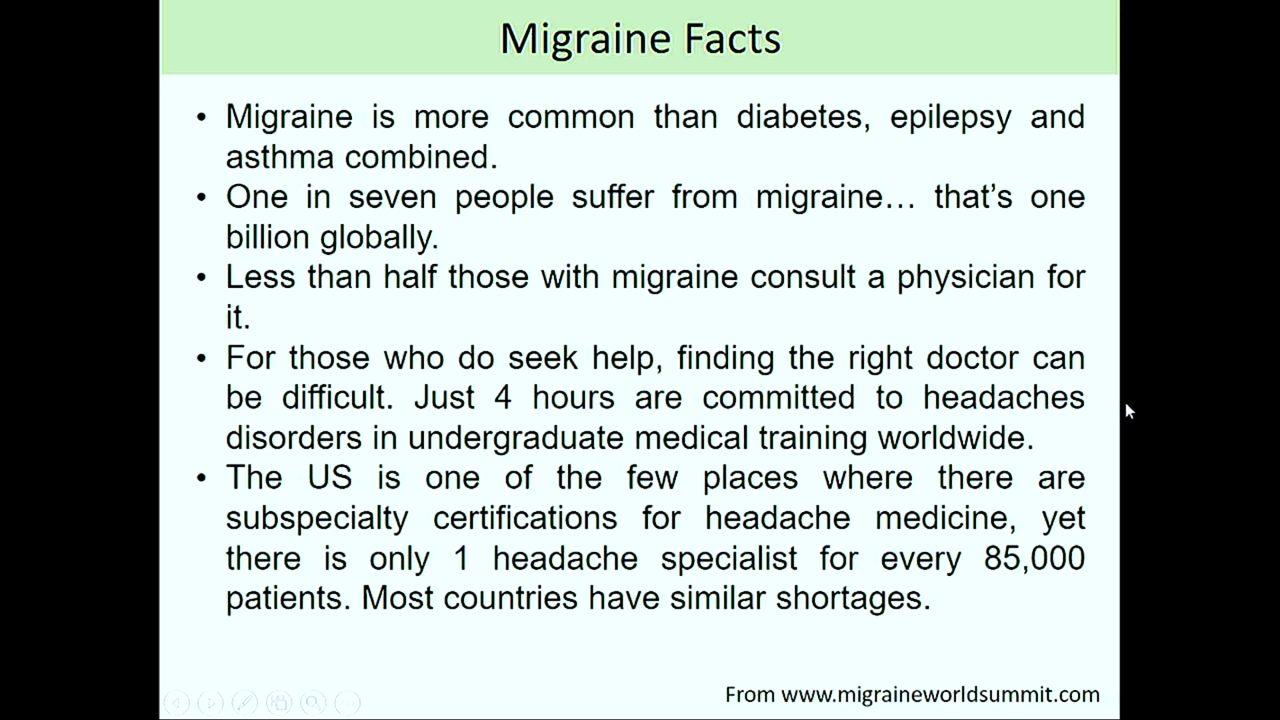 Migraine Facts
• Migraine is more common than diabetes, epilepsy and
asthma combined.
• One in seven people suffer from migraine… that’s one
billion globally.
• Less than half those with migraine consult a physician for
it.
• For those who do seek help, finding the right doctor can
be difficult. Just 4 hours are committed to headaches
disorders in undergraduate medical training worldwide.
• The US is one of the few places where there are
subspecialty certifications for headache medicine, yet
there is only 1 headache specialist for every 85,000
patients. Most countries have similar shortages.
From www.migraineworldsummit.com